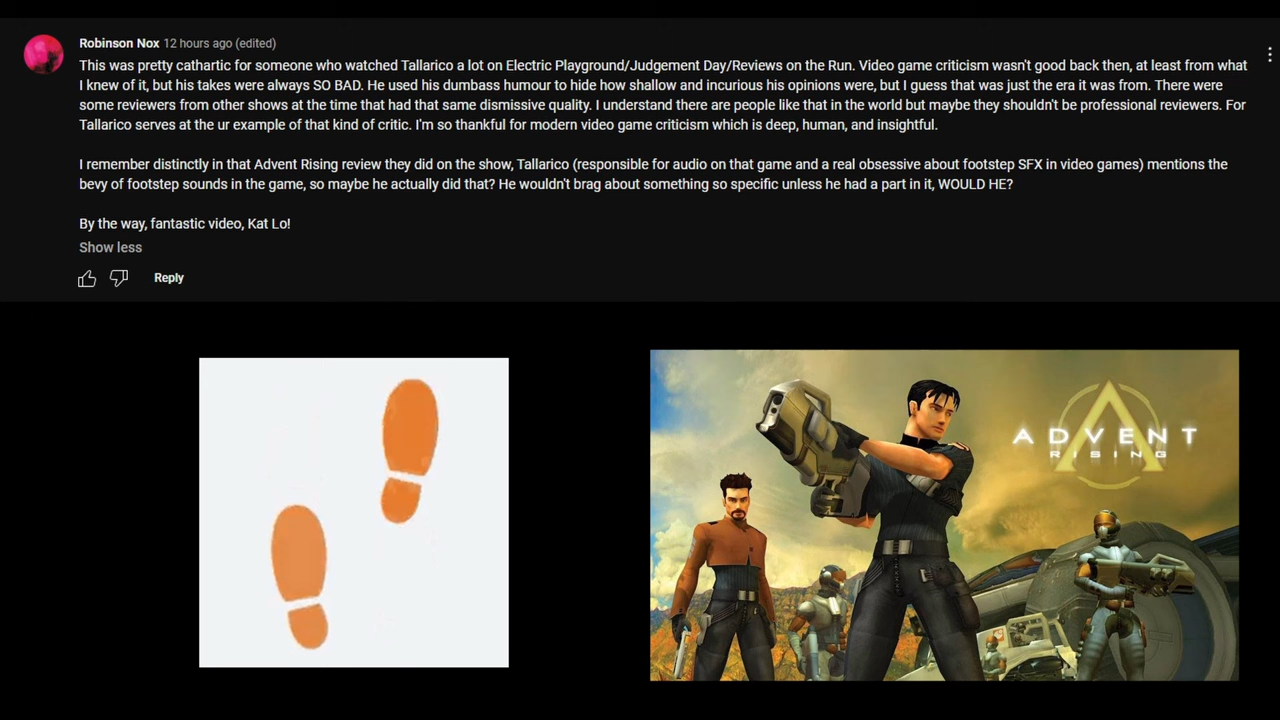 Robinson Nox 12 hours ago (edited)
This was pretty cathartic for someone who watched Tallarico a lot on Electric Playground/Judgement Day/Reviews on the Run. Video game criticism wasn't good back then, at least from what
I knew of it, but his takes were always SO BAD. He used his dumbass humour to hide how shallow and incurious his opinions were, but I guess that was just the era it was from. There were
some reviewers from other shows at the time that had that same dismissive quality. I understand there are people like that in the world but maybe they shouldn't be professional reviewers. For
Tallarico serves at the ur example of that kind of critic. I'm so thankful for modern video game criticism which is deep, human, and insightful.
I remember distinctly in that Advent Rising review they did on the show, Tallarico (responsible for audio on that game and a real obsessive about footstep SFX in video games) mentions the
bevy of footstep sounds in the game, so maybe he actually did that? He wouldn't brag about something so specific unless he had a part in it, WOULD HE?
By the way, fantastic video, Kat Lo!
Show less
Reply
ADVENT
RISING